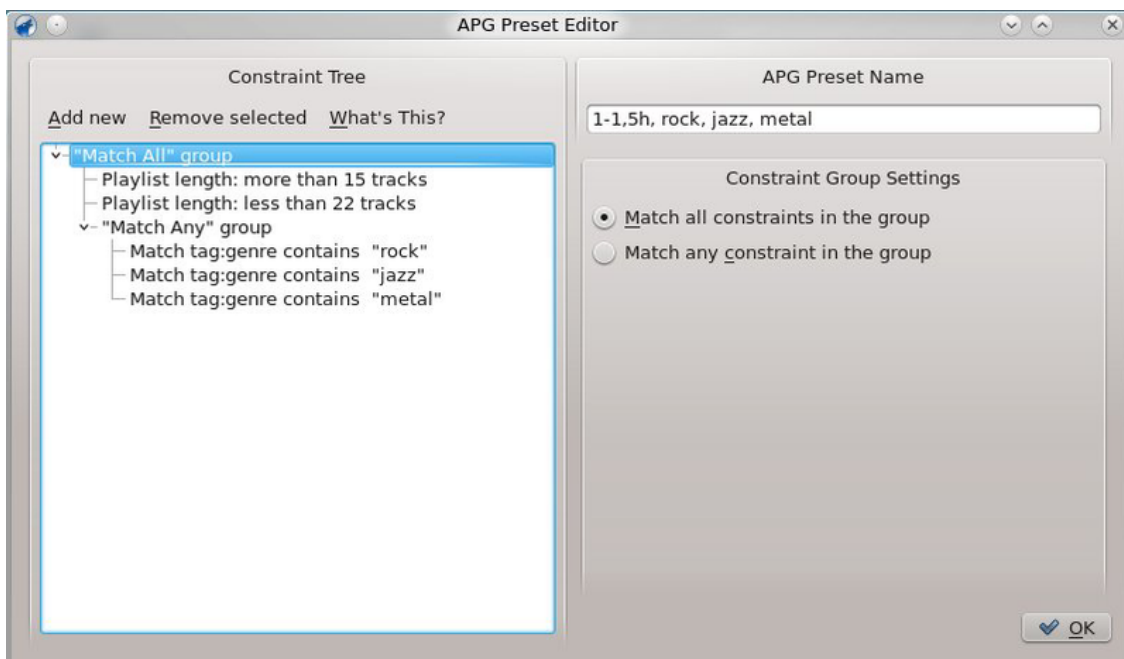 APG Preset Editor
Constraint Tree
Add new Remove selected What's This?
"Match All" group
Playlist length: more than 15 tracks
Playlist length: less than 22 tracks
"Match Any" group
Match tag:genre contains "rock"
Match tag:genre contains "jazz"
Match tag:genre contains "metal"
APG Preset Name
1-1,5h, rock, jazz, metal
Constraint Group Settings
Match all constraints in the group
Match any constraint in the group
OK